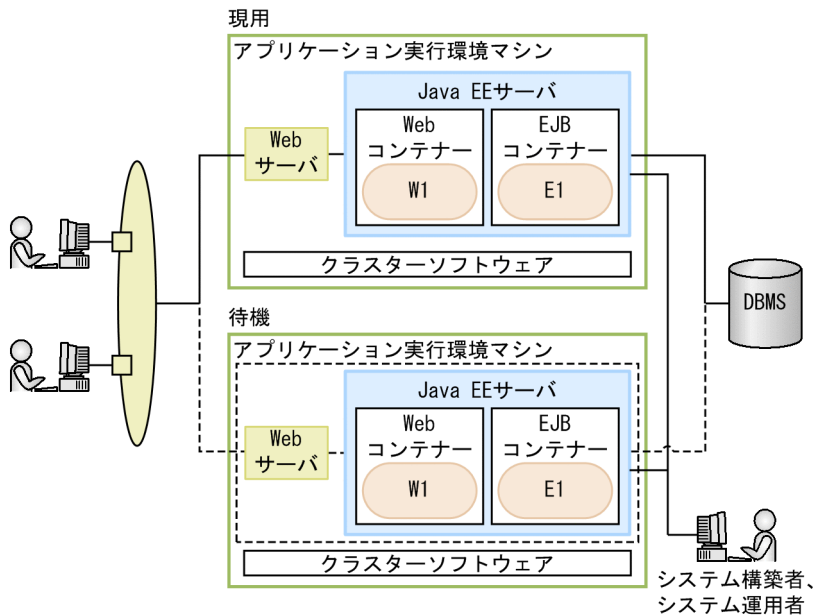 現用
アプリケーション実行環境マシン
Java EEサーバ
Web
サーバ
Web
コンテナー
W1
EJB
コンテナー
E1
クラスターソフトウェア
DBMS
待機
アプリケーション実行環境マシン
Java EEサーバ
Web
サーバ
Web
コンテナー
W1
EJB
コンテナー
E1
クラスターソフトウェア
システム構築者、
システム運用者